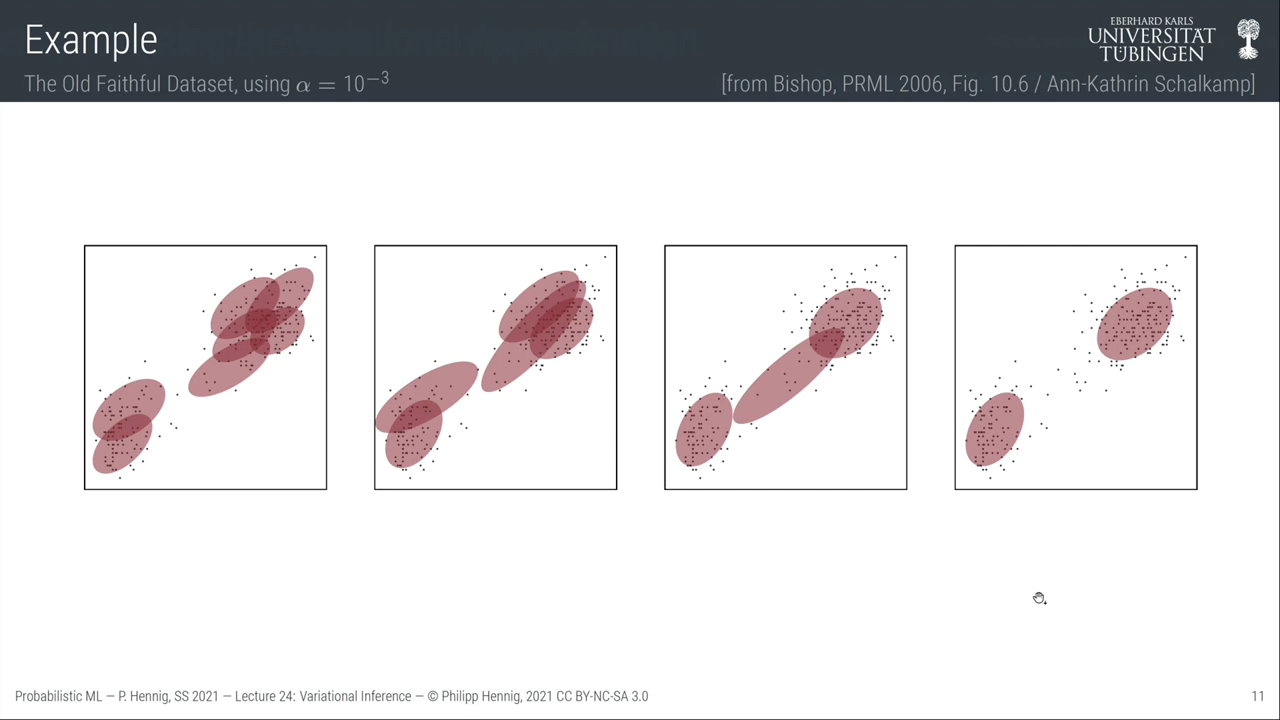 Example
EBERHARD KARLS
UNIVERSITÄT
TÜBINGEN
The Old Faithful Dataset, using α = 10⁻³
[from Bishop, PRML 2006, Fig. 10.6 / Ann-Kathrin Schalkamp]
Probabilistic ML — P. Hennig, SS 2021 — Lecture 24: Variational Inference — © Philipp Hennig, 2021 CC BY-NC-SA 3.0
11